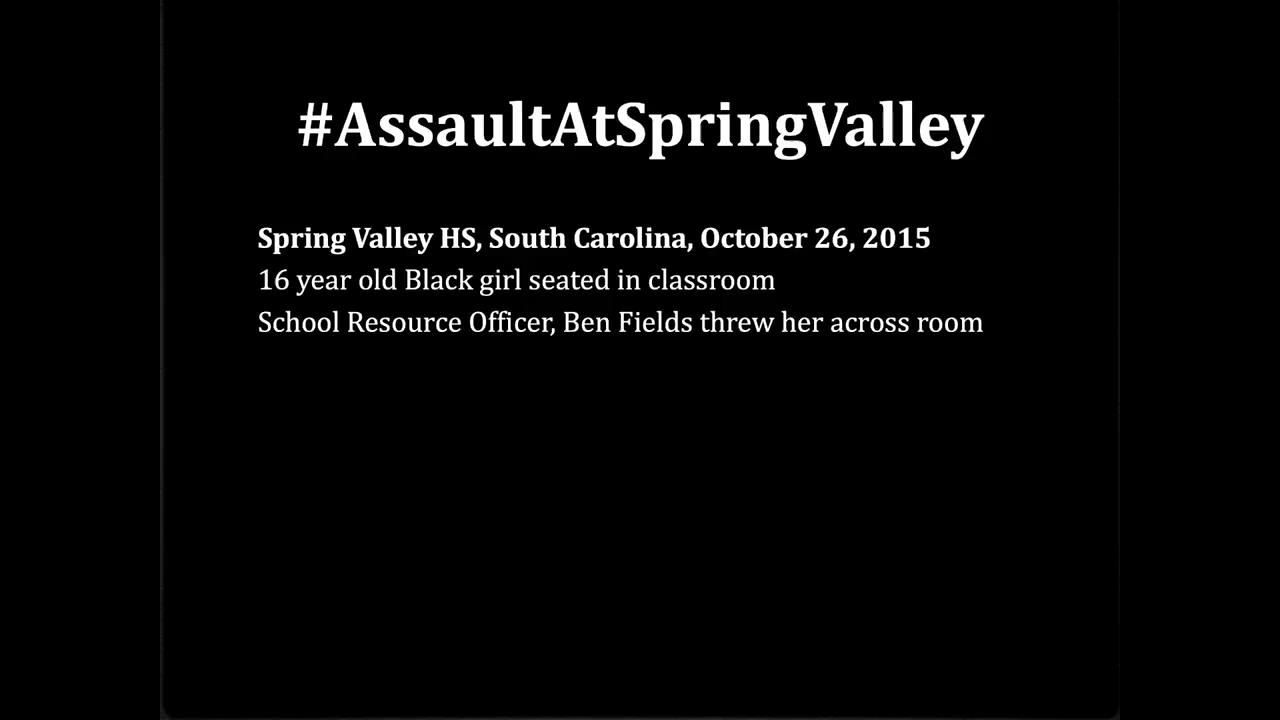 #AssaultAtSpringValley
Spring Valley HS, South Carolina, October 26, 2015
16 year old Black girl seated in classroom
School Resource Officer, Ben Fields threw her across room